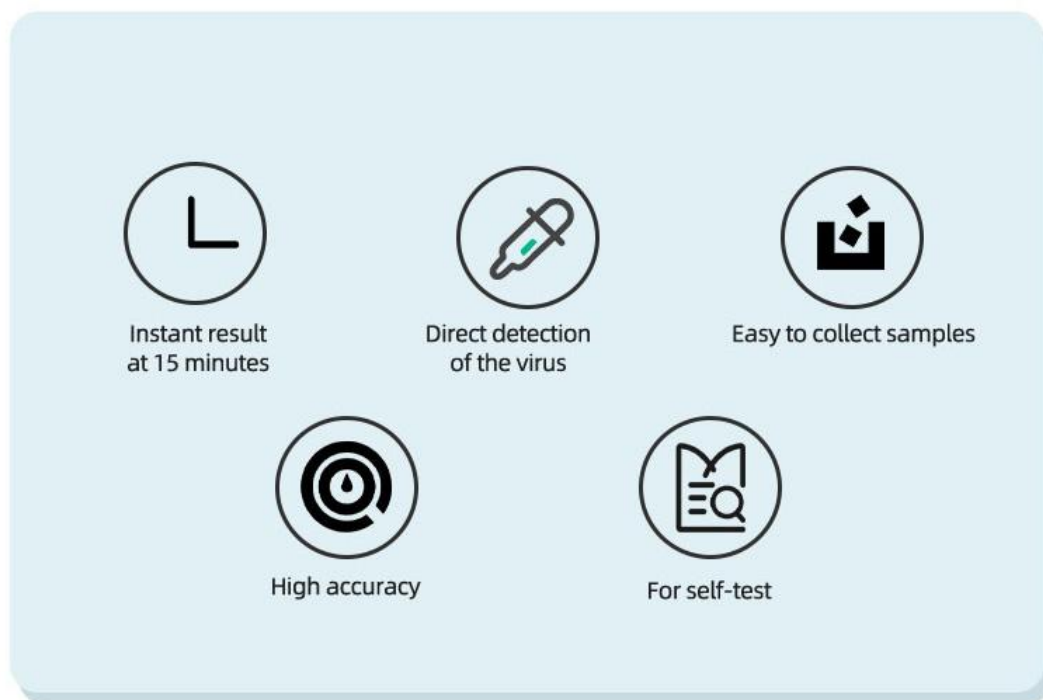 Instant result
at 15 minutes
Direct detection
of the virus
Easy to collect samples
High accuracy
For self-test